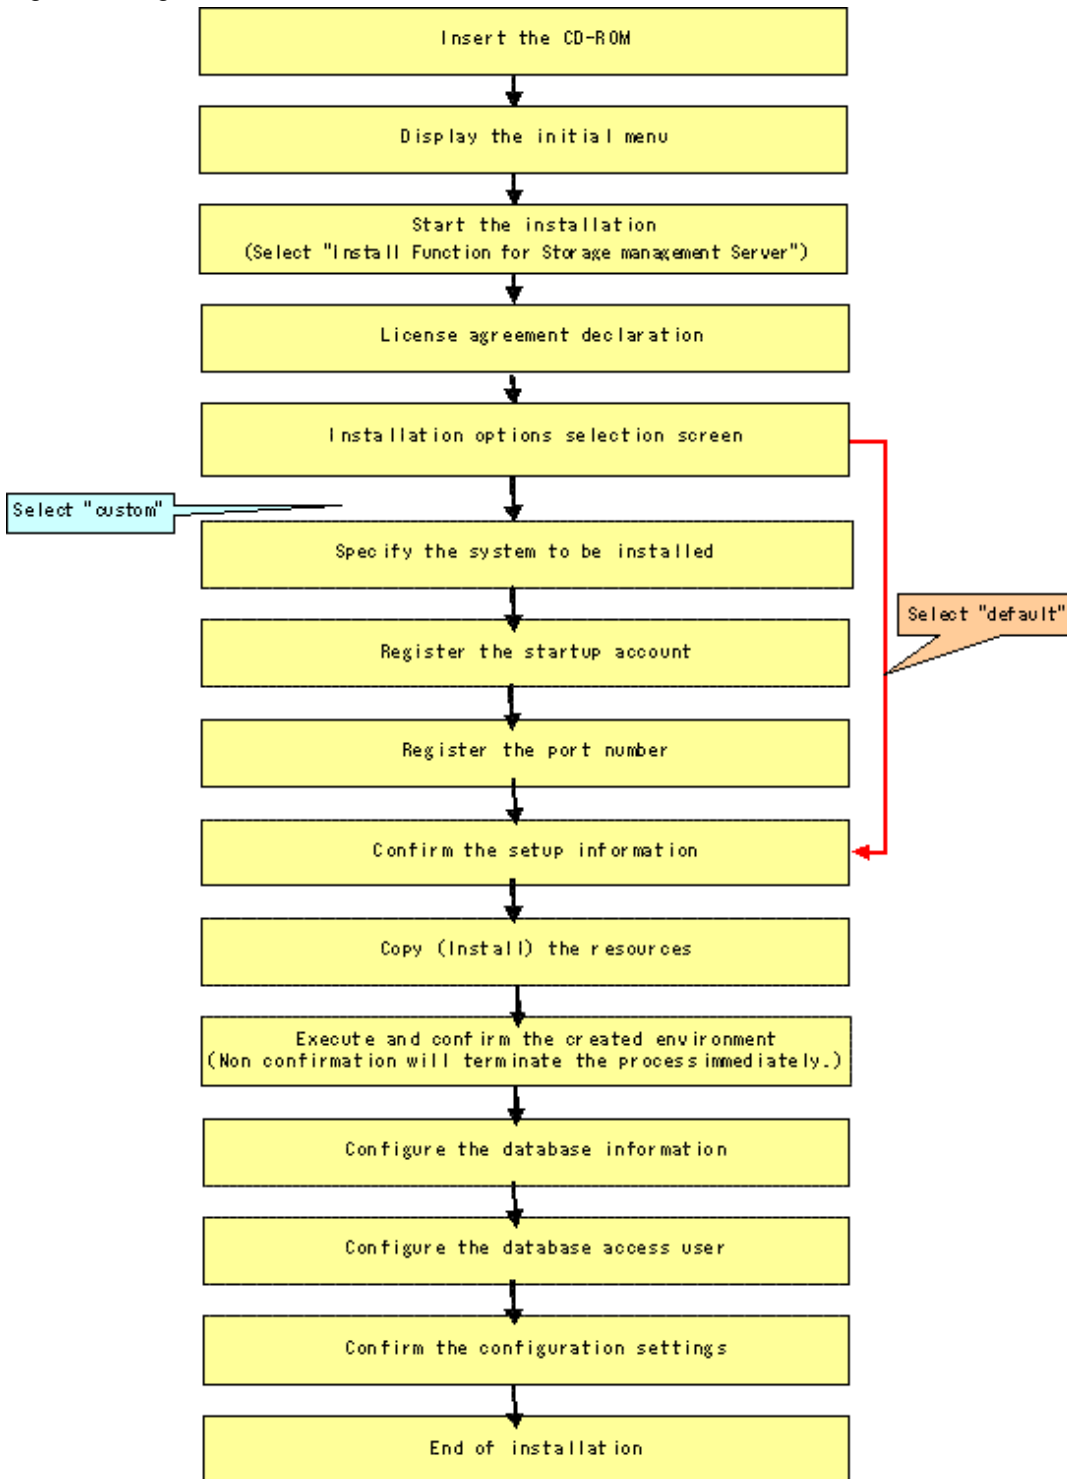 Insert the CD-ROM
Display the initial menu
Start the installation
(Select "Install Function for Storage management Server")
License agreement declaration
Installation options selection screen
Select "custom"
Specify the system to be installed
Select "default"
Register the startup account
Register the port number
Confirm the setup information
Copy (Install) the resources
Execute and confirm the created environment
(Non confirmation will terminate the process immediately.)
Configure the database information
Configure the database access user
Confirm the configuration settings
End of installation